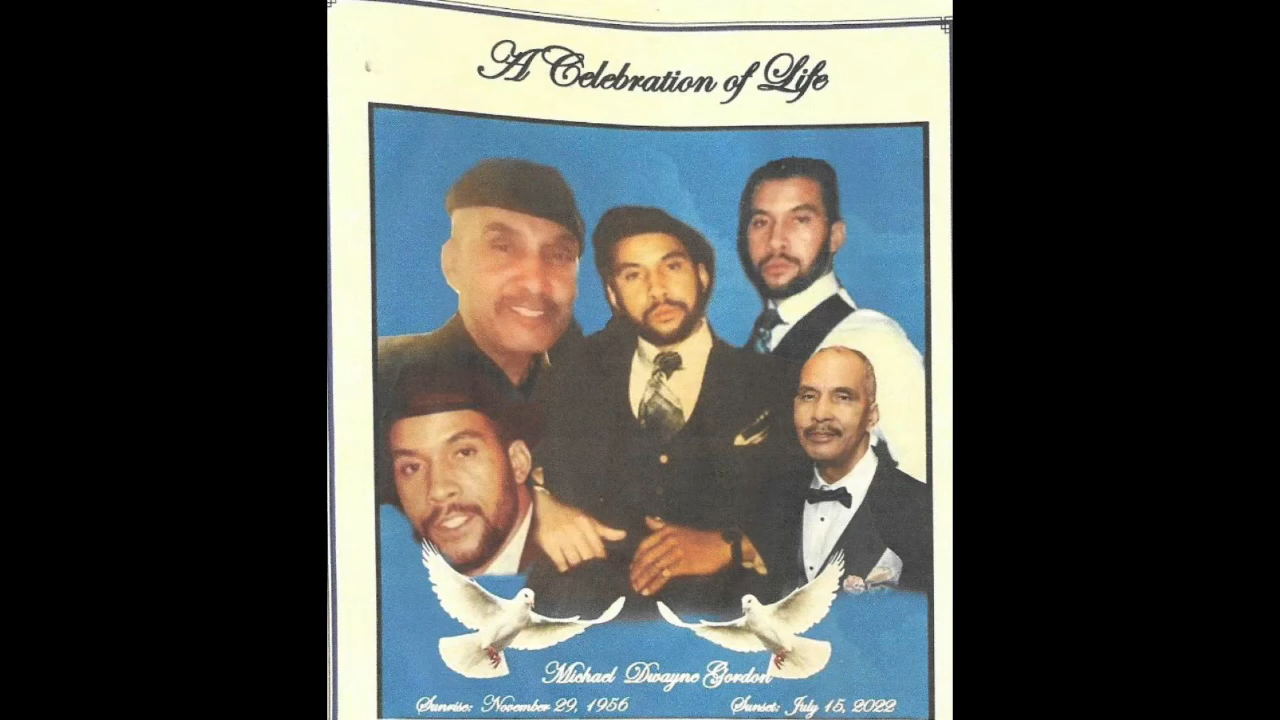 A Celebration of Life
Michael Dwayne Gordon
Sunrise: November 29, 1956 Sunset: July 15, 2022